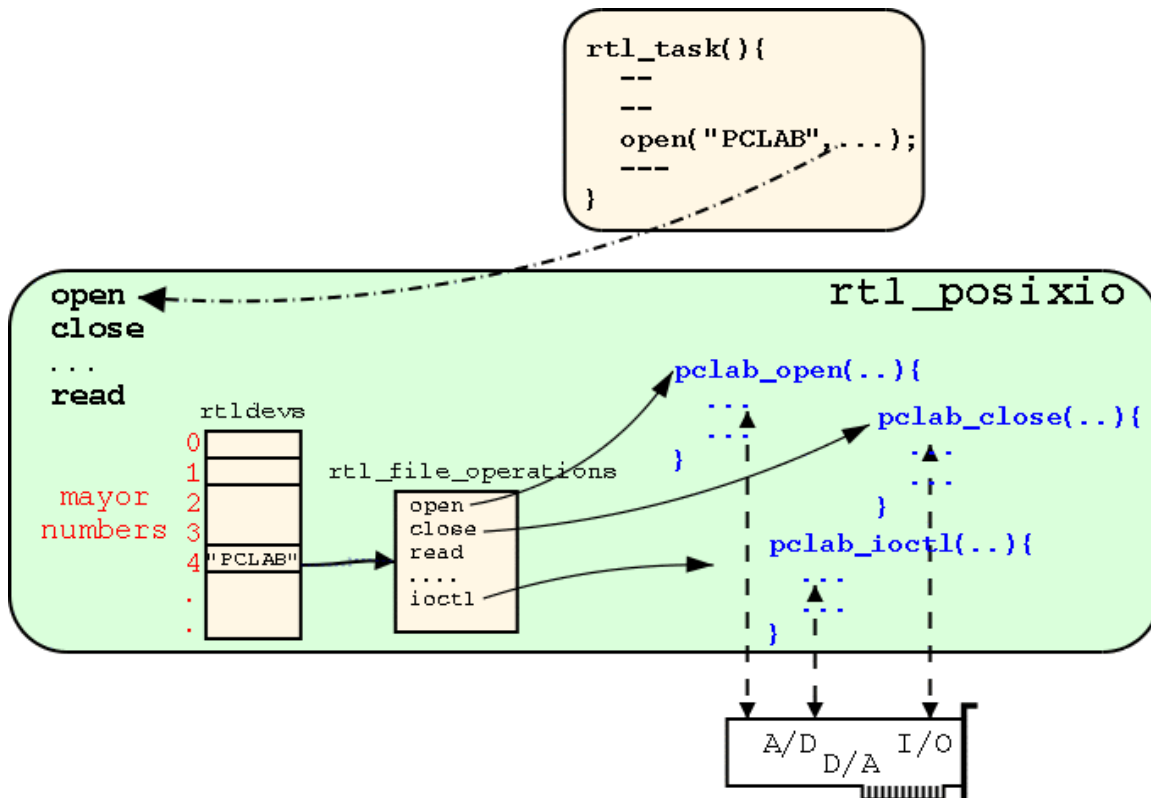 rtl_task(){
--
--
open("PCLAB",...);
---
}
rtl_posixio
open
close
...
read
rtldevs
mayor
numbers
0
1
2
3
4
.
.
"PCLAB"
rtl_file_operations
open
close
read
....
ioctl
pclab_open(..){
---
---
}
pclab_close(..){
---
---
}
pclab_ioctl(..){
---
---
}
A/D
D/A
I/O